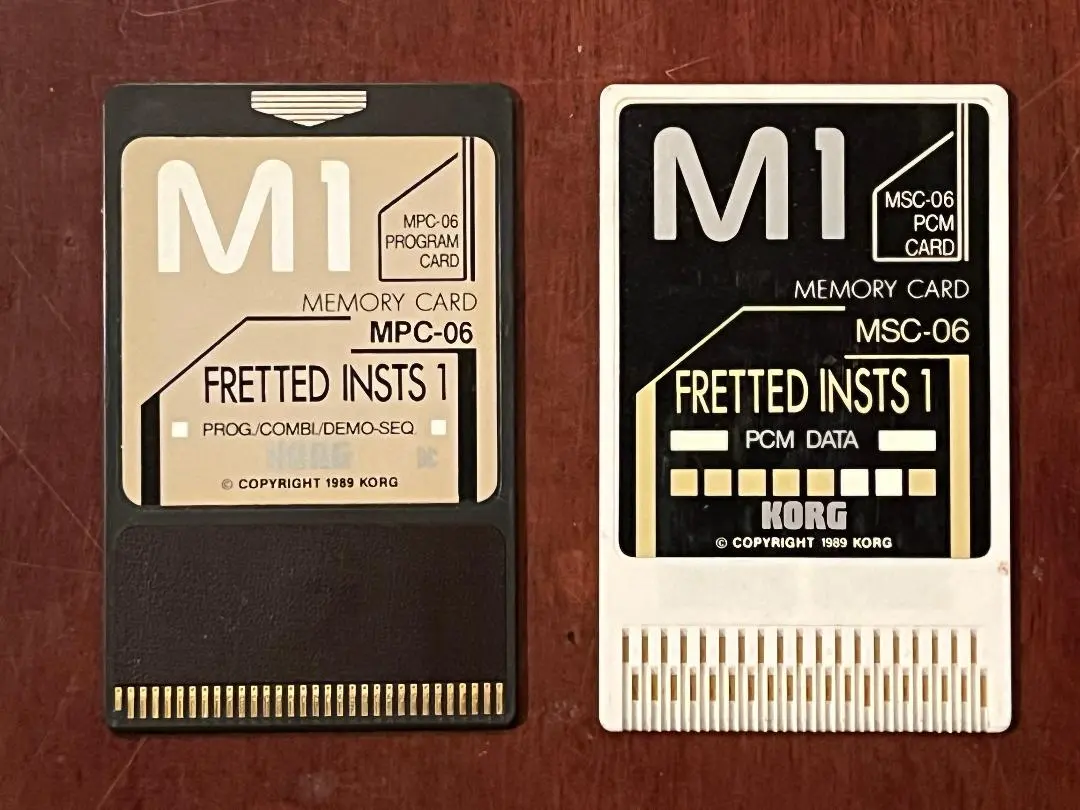 M1
MPC-06
PROGRAM
CARD
MEMORY CARD
MPC-06
FRETTED INSTS 1
PROG./COMBI./DEMO-SEQ.
KORG
© COPYRIGHT 1989 KORG
M1
MSC-06
PCM
CARD
MEMORY CARD
MSC-06
FRETTED INSTS 1
PCM DATA
KORG
© COPYRIGHT 1989 KORG